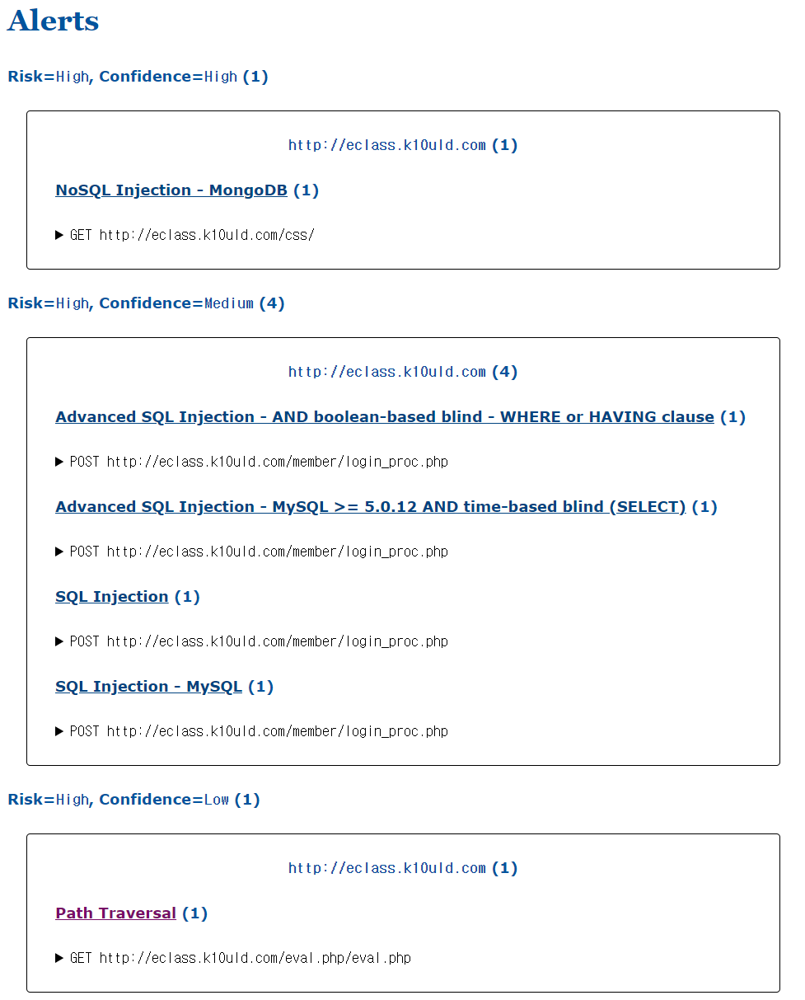 Alerts
Risk=High, Confidence=High (1)
http://eclass.k10uld.com (1)
NoSQL Injection - MongoDB (1)
▶ GET http://eclass.k10uld.com/css/
Risk=High, Confidence=Medium (4)
http://eclass.k10uld.com (4)
Advanced SQL Injection - AND boolean-based blind - WHERE or HAVING clause (1)
▶ POST http://eclass.k10uld.com/member/login_proc.php
Advanced SQL Injection - MySQL >= 5.0.12 AND time-based blind (SELECT) (1)
▶ POST http://eclass.k10uld.com/member/login_proc.php
SQL Injection (1)
▶ POST http://eclass.k10uld.com/member/login_proc.php
SQL Injection - MySQL (1)
▶ POST http://eclass.k10uld.com/member/login_proc.php
Risk=High, Confidence=Low (1)
http://eclass.k10uld.com (1)
Path Traversal (1)
▶ GET http://eclass.k10uld.com/eval.php/eval.php